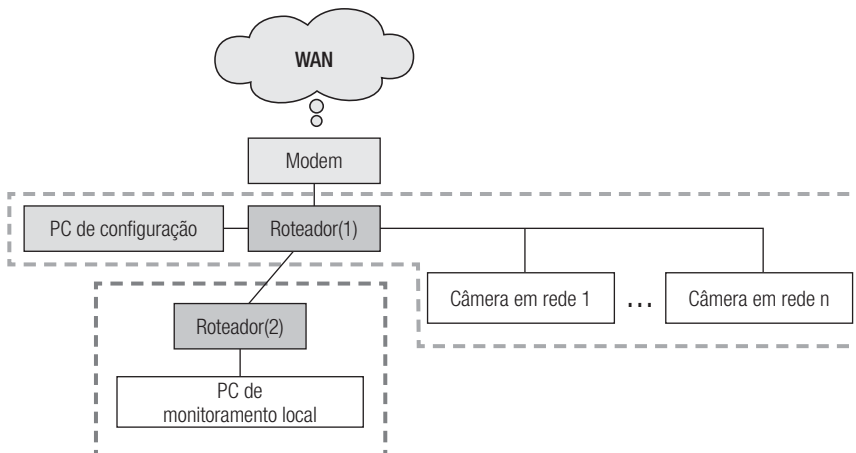 WAN
Modem
PC de configuração
Roteador(1)
Câmera em rede 1
...
Câmera em rede n
Roteador(2)
PC de
monitoramento local